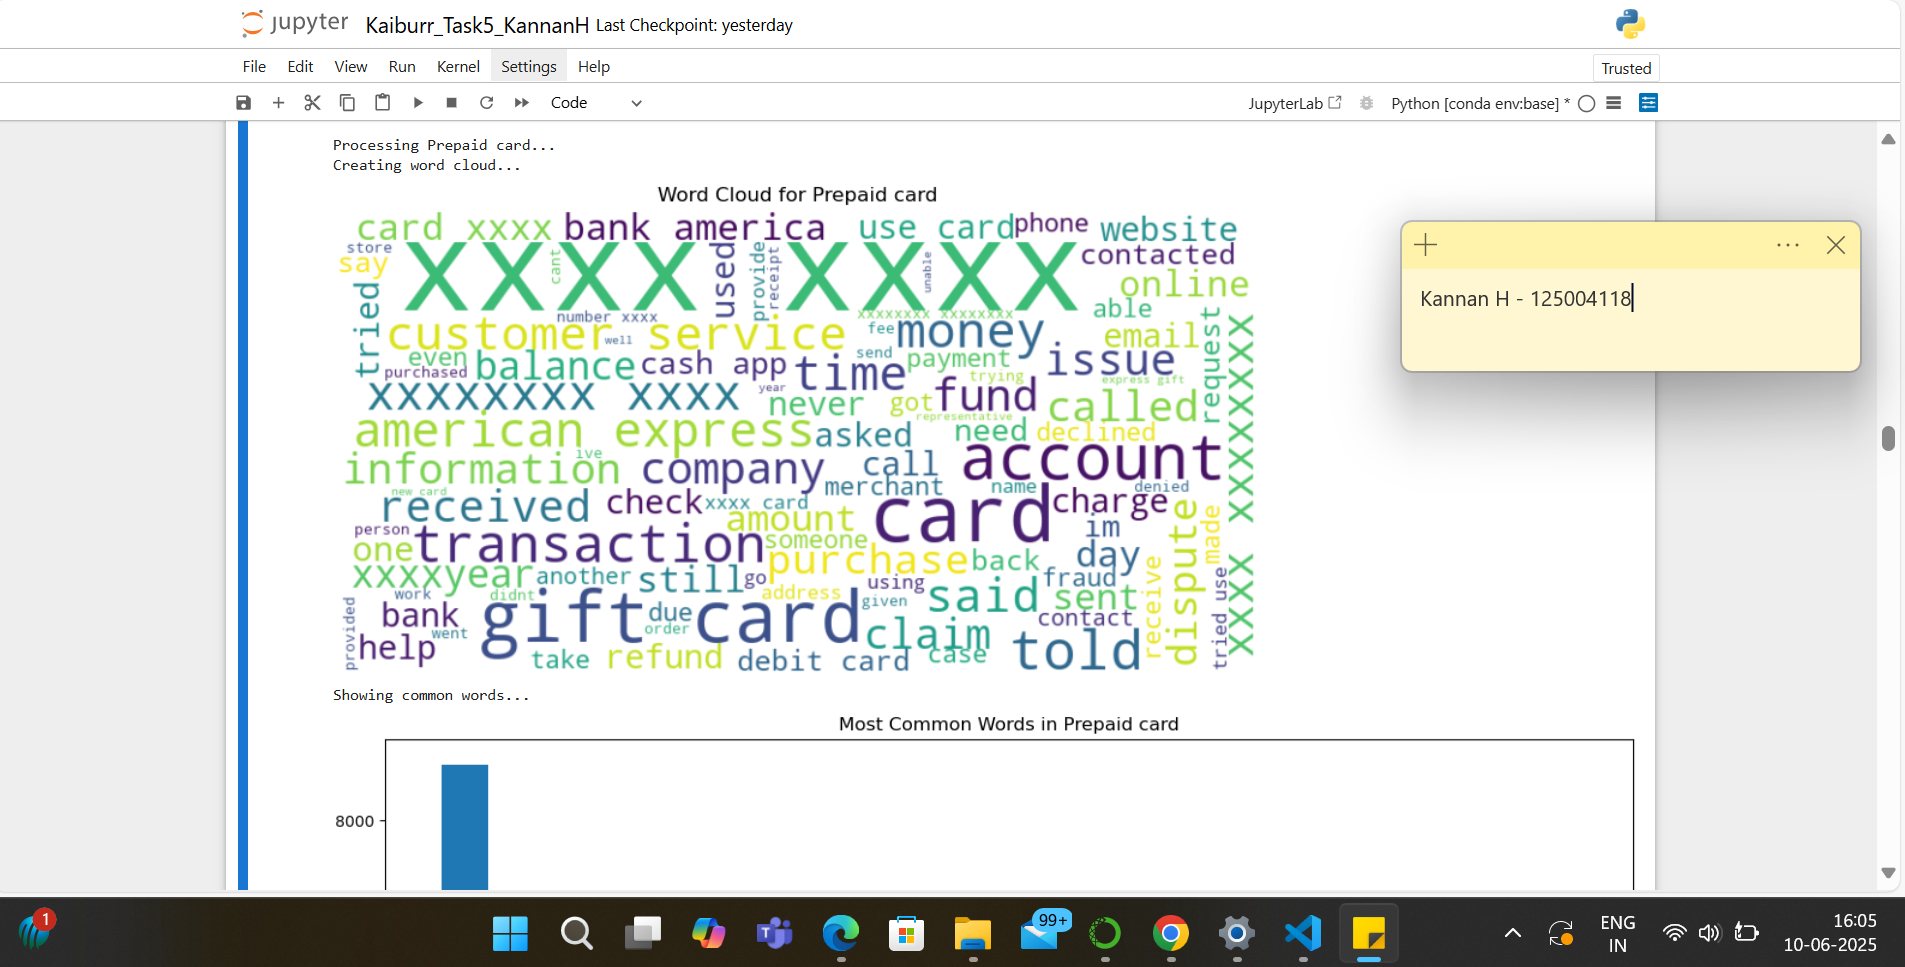 jupyter Kaiburr_Task5_KannanH Last Checkpoint: yesterday
File Edit View Run Kernel Settings Help
Trusted
Code
JupyterLab
Python [conda env:base] *
Processing Prepaid card...
Creating word cloud...
Word Cloud for Prepaid card
card xxxx bank america use card phone website
store say cant used provide receipt unable contacted
xxxx xxxx
online
tried number xxxx xxxxxxxx xxxxxxxx able
customer service well fee money email request
even balance cash app time send payment issue
purchased year trying express gift
xxxxxxxx xxxx never got fund called
representative
american express asked need declined
ive
information company call account
new card merchant name denied
received check xxxx card card charge
person amount im
one transaction someone dispute made
purchase back day
xxxxyear another still go using fraud receive
work didnt address given said sent tried use
provided bank gift card due contact
went order claim told
help take refund debit card case
xxxx xxxxxxxx
Showing common words...
Most Common Words in Prepaid card
8000
Kannan H - 125004118
1
99+
ENG
IN
16:05
10-06-2025